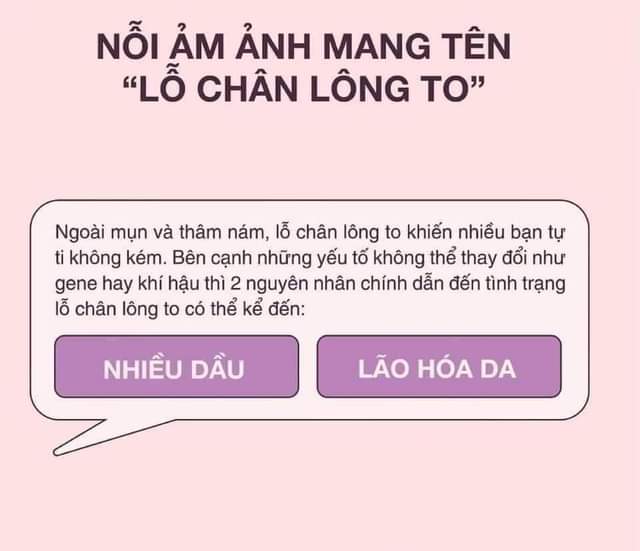 NỖI ÁM ẢNH MANG TÊN
“LỖ CHÂN LÔNG TO”
Ngoài mụn và thâm nám, lỗ chân lông to khiến nhiều bạn tự
ti không kém. Bên cạnh những yếu tố không thể thay đổi như
gene hay khí hậu thì 2 nguyên nhân chính dẫn đến tình trạng
lỗ chân lông to có thể kể đến:
NHIỀU DẦU
LÃO HÓA DA